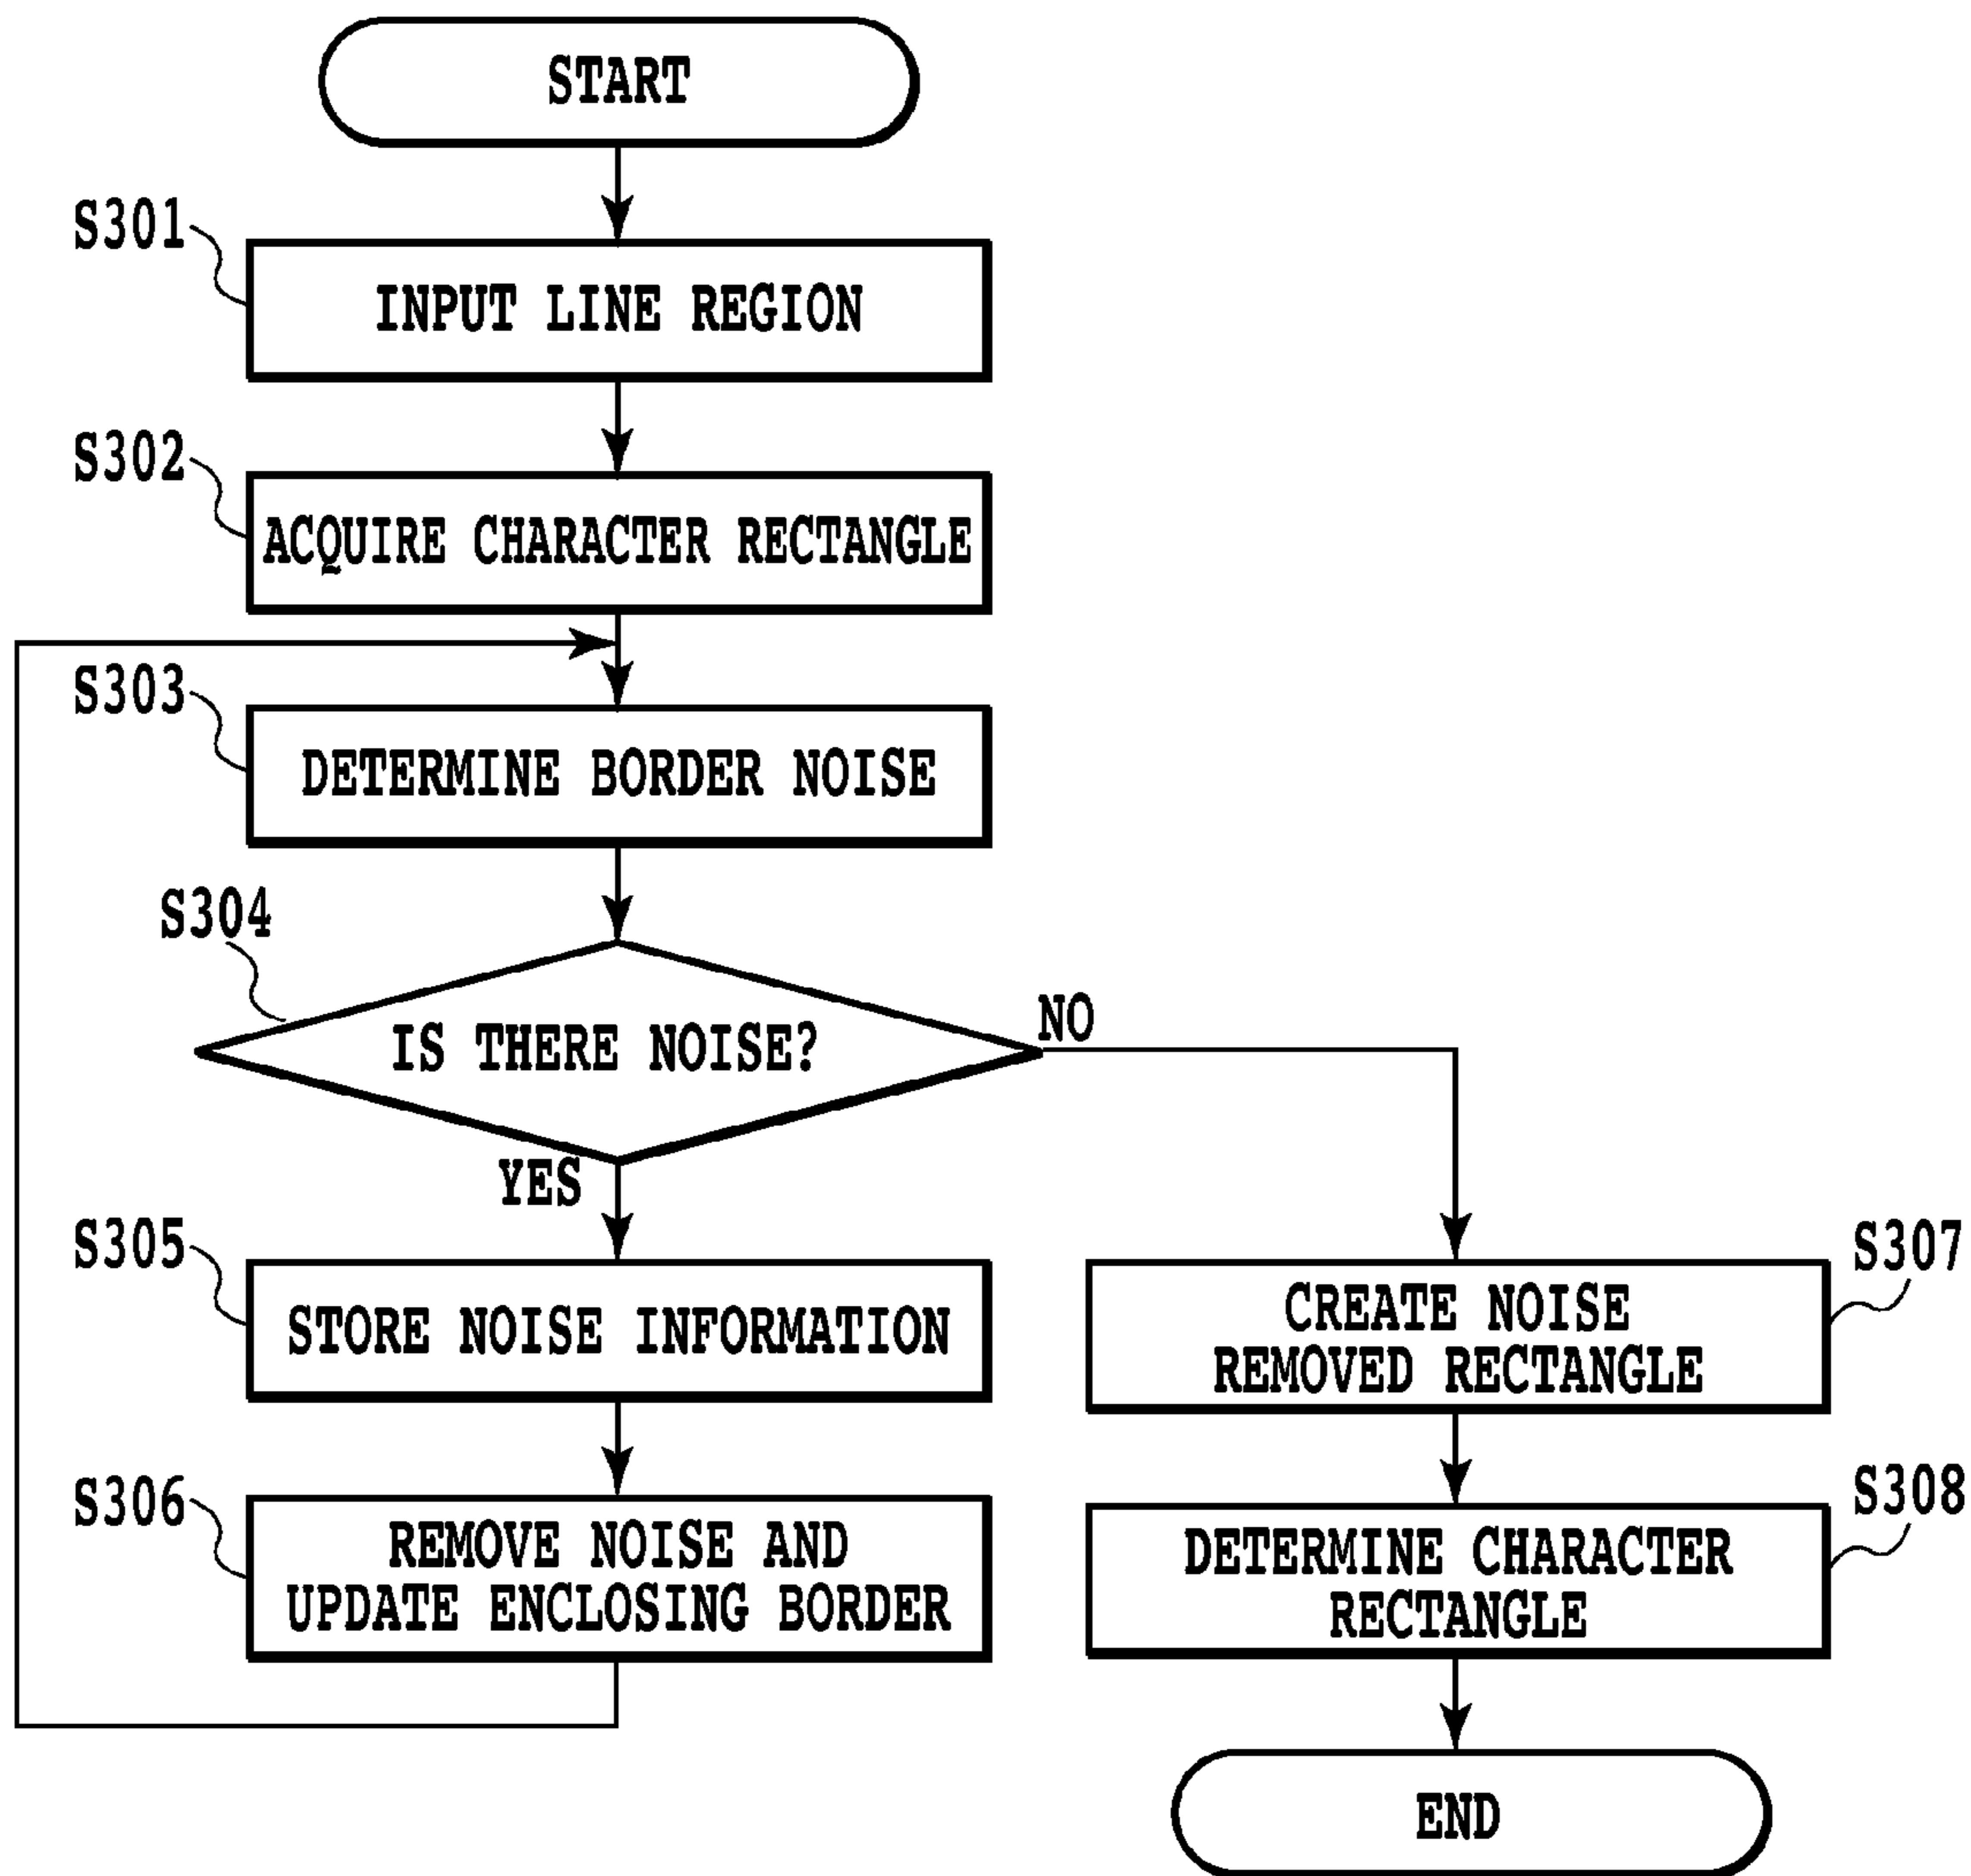 START
S301
INPUT LINE REGION
S302
ACQUIRE CHARACTER RECTANGLE
S303
DETERMINE BORDER NOISE
S304
IS THERE NOISE?
NO
YES
S305
STORE NOISE INFORMATION
S306
REMOVE NOISE AND
UPDATE ENCLOSING BORDER
S307
CREATE NOISE
REMOVED RECTANGLE
S308
DETERMINE CHARACTER
RECTANGLE
END